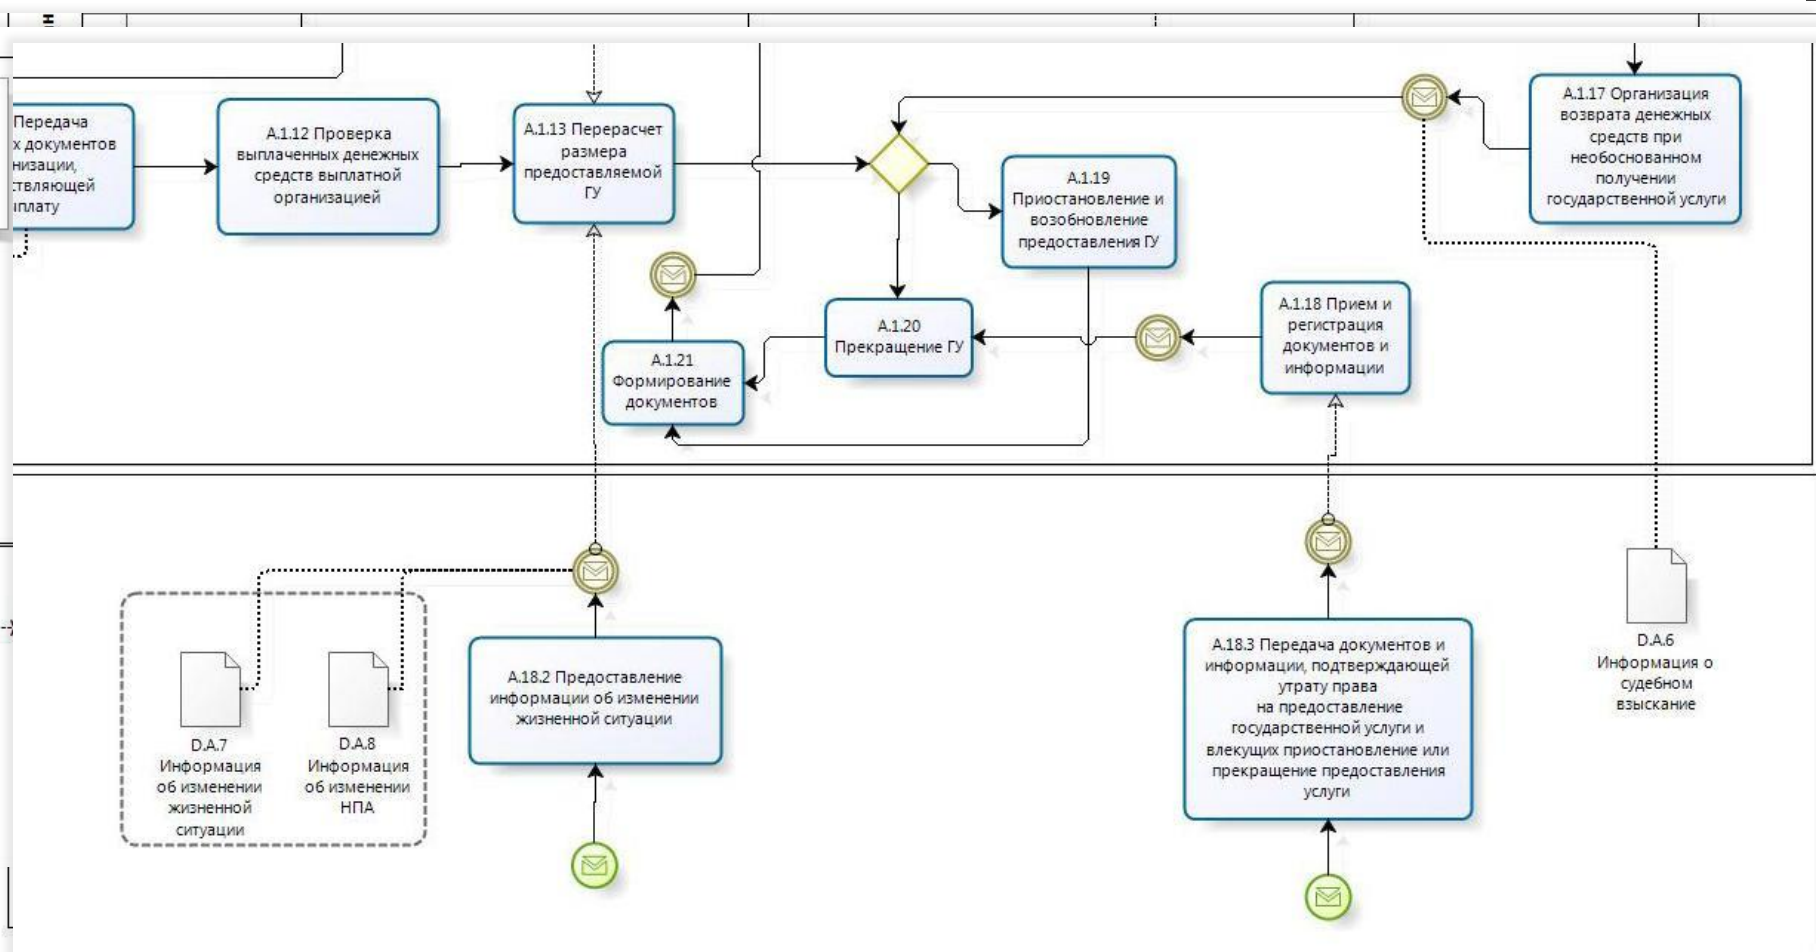 н
Передача
х документов
низации,
ствляющей
плату
А.1.12 Проверка
выплаченных денежных
средств выплатной
организацией
А.1.13 Перерасчет
размера
предоставляемой
ГУ
А.1.19
Приостановление и
возобновление
предоставления ГУ
А.1.17 Организация
возврата денежных
средств при
необоснованном
получении
государственной услуги
А.1.20
Прекращение ГУ
А.1.18 Прием и
регистрация
документов и
информации
А.1.21
Формирование
документов
А.18.2 Предоставление
информации об изменении
жизненной ситуации
А.18.3 Передача документов и
информации, подтверждающей
утрату права
на предоставление
государственной услуги и
влекущих приостановление или
прекращение предоставления
услуги
D.A.6
Информация о
судебном
взыскание
D.A.7
Информация
об изменении
жизненной
ситуации
D.A.8
Информация
об изменении
НПА